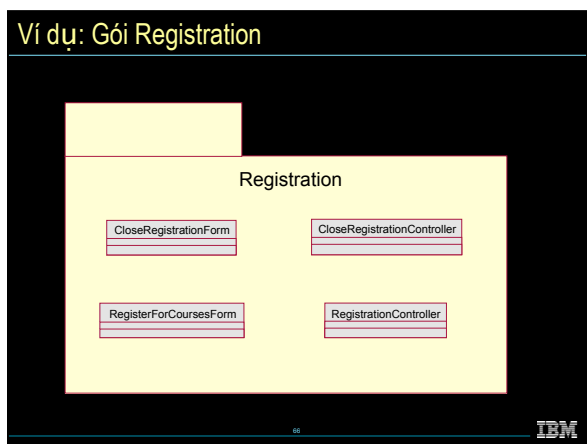 Ví dụ: Gói Registration
Registration
CloseRegistrationForm
CloseRegistrationController
RegisterForCoursesForm
RegistrationController
66
IBM